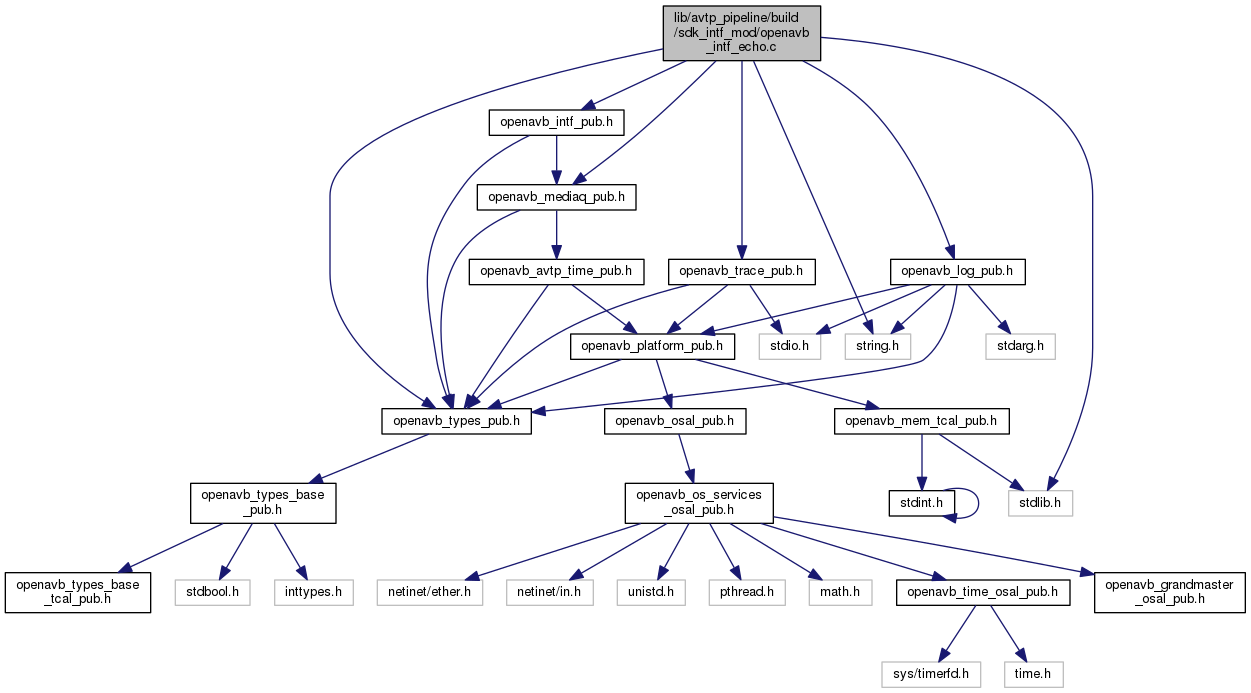 lib/avtp_pipeline/build
/sdk_intf_mod/openavb
_intf_echo.c
openavb_intf_pub.h
openavb_mediaq_pub.h
openavb_avtp_time_pub.h
openavb_trace_pub.h
openavb_log_pub.h
openavb_platform_pub.h
stdio.h
string.h
stdarg.h
openavb_types_pub.h
openavb_osal_pub.h
openavb_mem_tcal_pub.h
openavb_types_base
_pub.h
openavb_os_services
_osal_pub.h
stdint.h
stdlib.h
openavb_types_base
_tcal_pub.h
stdbool.h
inttypes.h
netinet/ether.h
netinet/in.h
unistd.h
pthread.h
math.h
openavb_time_osal_pub.h
openavb_grandmaster
_osal_pub.h
sys/timerfd.h
time.h